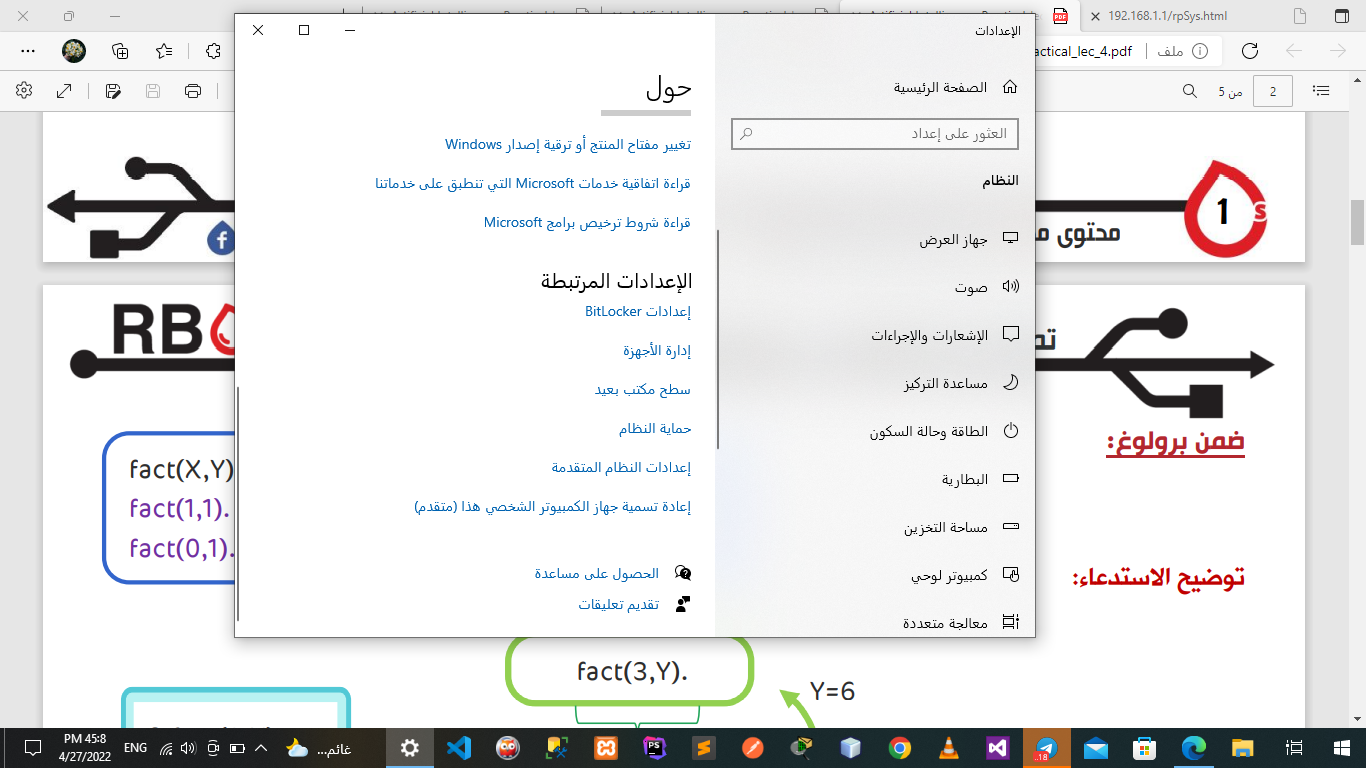 192.168.1.1/rpSys.html
actical_lec_4.pdf
ملف
2
من 5
الإعدادات
الصفحة الرئيسية
العثور على إعداد
النظام
جهاز العرض
صوت
الإشعارات والإجراءات
مساعدة التركيز
الطاقة وحالة السكون
البطارية
مساحة التخزين
كمبيوتر لوحي
معالجة متعددة
حول
تغيير مفتاح المنتج أو ترقية إصدار Windows
قراءة اتفاقية خدمات Microsoft التي تنطبق على خدماتنا
قراءة شروط ترخيص برامج Microsoft
الإعدادات المرتبطة
إعدادات BitLocker
إدارة الأجهزة
سطح مكتب بعيد
حماية النظام
إعدادات النظام المتقدمة
إعادة تسمية جهاز الكمبيوتر الشخصي هذا (متقدم)
الحصول على مساعدة
تقديم تعليقات
1
محتوى
RB
ضمن برولوغ:
fact(X,Y)
fact(1,1).
fact(0,1).
توضيح الاستدعاء:
fact(3,Y).
Y=6
PM 45:8
4/27/2022
ENG
غائم...
..18